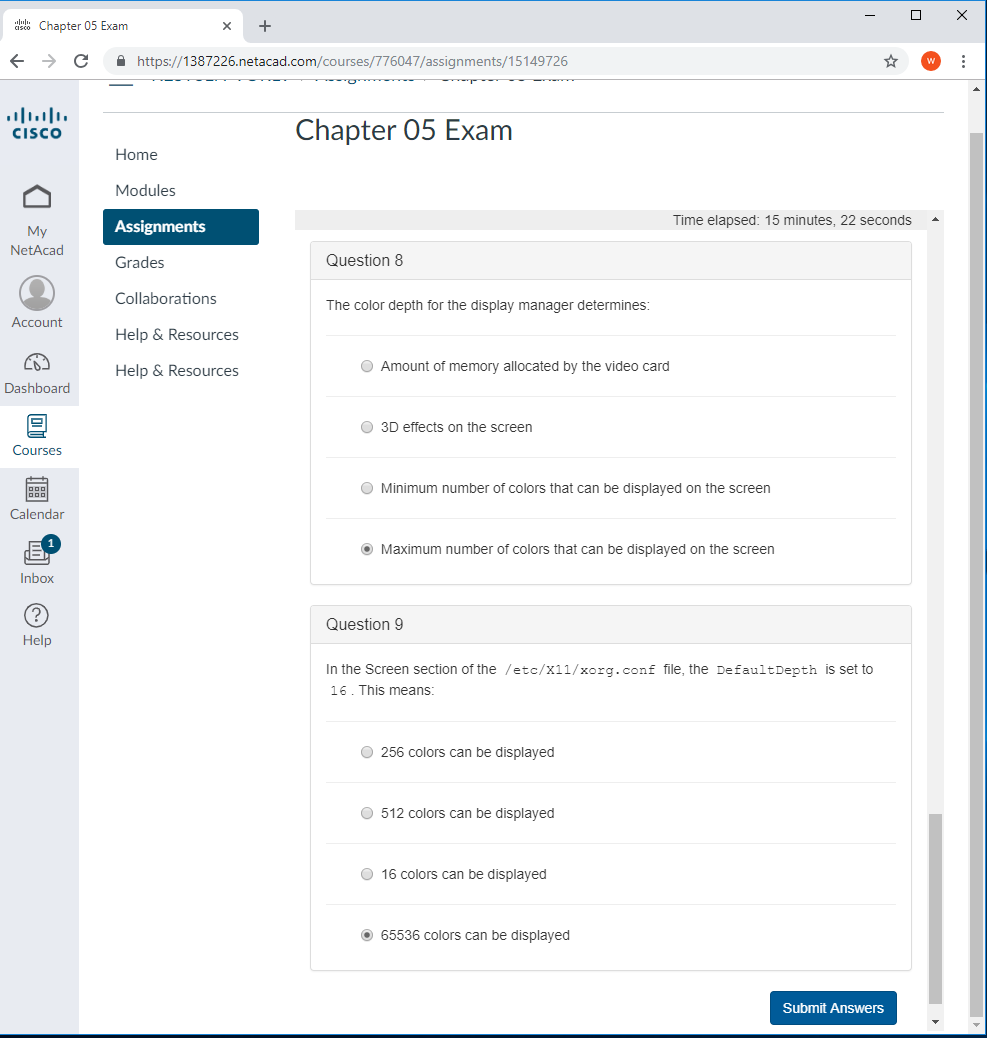 Chapter 05 Exam
https://1387226.netacad.com/courses/776047/assignments/15149726
W
CISCO
My
NetAcad
Account
Dashboard
Courses
Calendar
1
Inbox
Help
Home
Modules
Assignments
Grades
Collaborations
Help & Resources
Help & Resources
Chapter 05 Exam
Time elapsed: 15 minutes, 22 seconds
Question 8
The color depth for the display manager determines:
Amount of memory allocated by the video card
3D effects on the screen
Minimum number of colors that can be displayed on the screen
Maximum number of colors that can be displayed on the screen
Question 9
In the Screen section of the /etc/X11/xorg.conf file, the DefaultDepth is set to
16. This means:
256 colors can be displayed
512 colors can be displayed
16 colors can be displayed
65536 colors can be displayed
Submit Answers